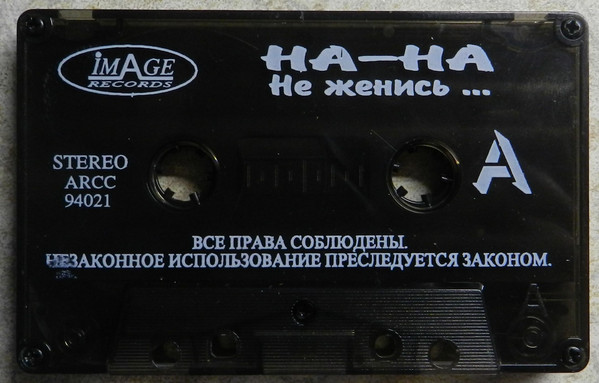 IMAGE
RECORDS
НА-НА
Не женись ...
STEREO
ARCC
94021
A
ВСЕ ПРАВА СОБЛЮДЕНЫ.
НЕЗАКОННОЕ ИСПОЛЬЗОВАНИЕ ПРЕСЛЕДУЕТСЯ ЗАКОНОМ.
A